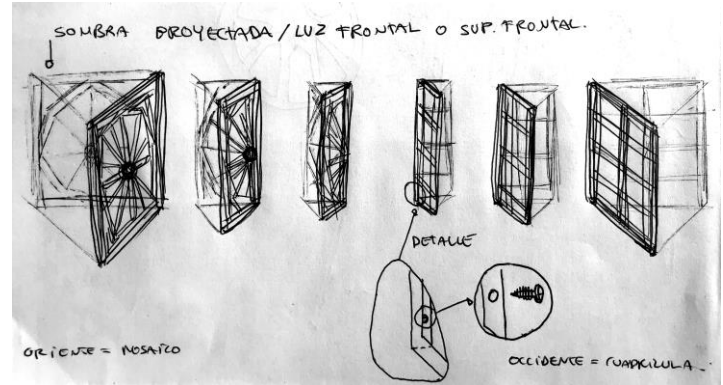 SOMBRA PROYECTADA / LUZ FRONTAL O SUP. FRONTAL.
DETALLE
ORIENTE = MOSAICO
OCCIDENTE = CUADRICULA